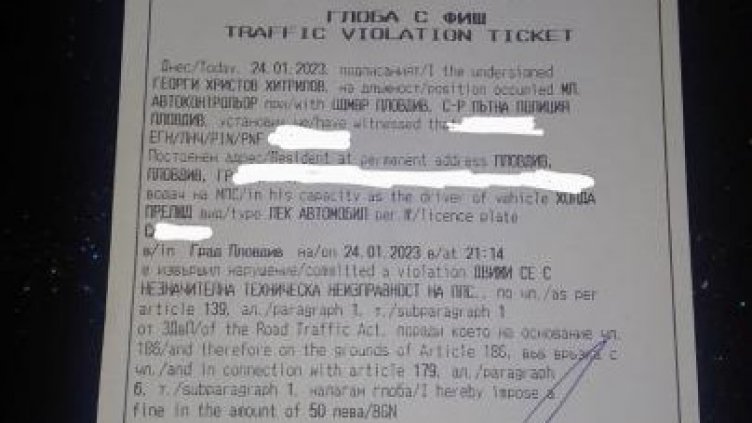 ГЛОБА С ФИШ
TRAFFIC VIOLATION TICKET
Днес/Today, 24.01.2023, подписаният/I the undersioned
ГЕОРГИ ХРИСТОВ ХИТРИЛОВ, на длъжност/position occupied МЛ.
АВТОКОНТРОЛЬОР при/with ОДМВР ПЛОВДИВ, С-Р ПЪТНА ПОЛИЦИЯ
ПЛОВДИВ, установих че/have witnessed tha
ЕГН/ЛНЧ/PIN/PNF
Постоянен адрес/Resident at permanent address ПЛОВДИВ,
ПЛОВДИВ, ГР
водач на МПС/in his capacity as the driver of vehicle ХОНДА
ПРЕЛЮД вид/type ЛЕК АВТОМОБИЛ рег.№/licence plate
в/in Град Пловдив на/on 24.01.2023 в/at 21:14
е извършил нарушение/committed a violation ДВИЖИ СЕ С
НЕЗНАЧИТЕЛНА ТЕХНИЧЕСКА НЕИЗПРАВНОСТ НА ППС., по чл./as per
article 139, ал./paragraph 1, т./subparagraph 1
от ЗДвП/of the Road Traffic Act, поради което на основание чл.
186/and therefore on the grounds of Article 186, във връзка с
чл./and in connection with article 179, ал./paragraph
6, т./subparagraph 1, налагам глоба/I hereby impose a
fine in the amount of 50 лева/BGN